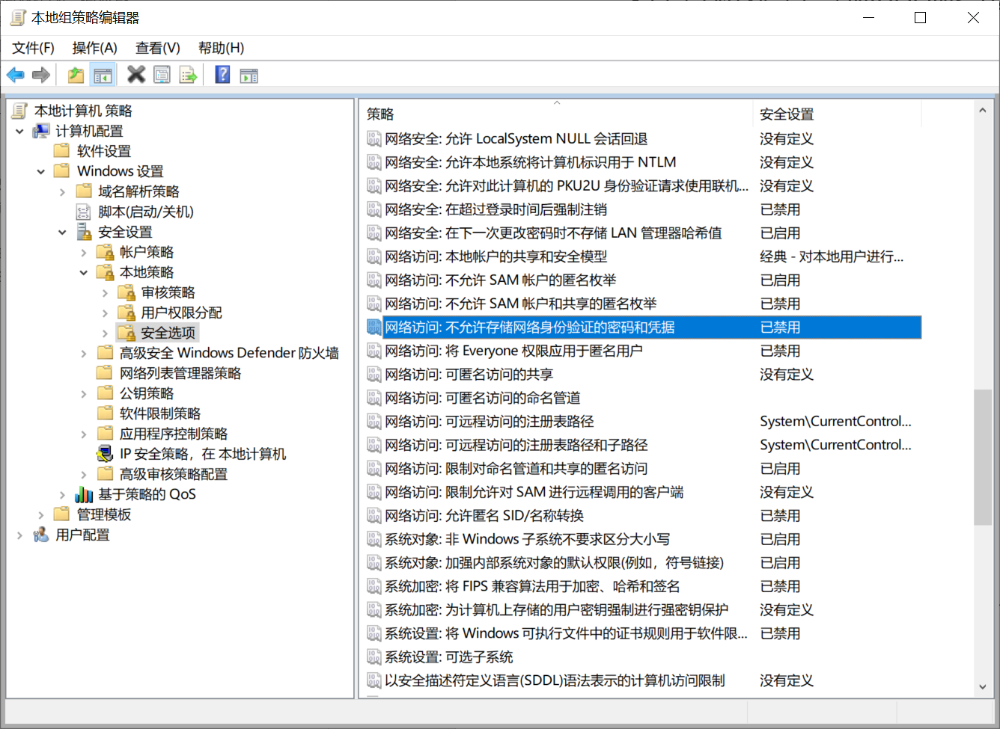 本地组策略编辑器
文件(F) 操作(A) 查看(V) 帮助(H)
本地计算机 策略
计算机配置
软件设置
Windows 设置
域名解析策略
脚本(启动/关机)
安全设置
帐户策略
本地策略
审核策略
用户权限分配
安全选项
高级安全 Windows Defender 防火墙
网络列表管理器策略
公钥策略
软件限制策略
应用程序控制策略
IP 安全策略，在 本地计算机
高级审核策略配置
基于策略的 QoS
管理模板
用户配置
策略 安全设置
网络安全: 允许 LocalSystem NULL 会话回退 没有定义
网络安全: 允许本地系统将计算机标识用于 NTLM 没有定义
网络安全: 允许对此计算机的 PKU2U 身份验证请求使用联机... 没有定义
网络安全: 在超过登录时间后强制注销 已禁用
网络安全: 在下一次更改密码时不存储 LAN 管理器哈希值 已启用
网络访问: 本地帐户的共享和安全模型 经典 - 对本地用户进行...
网络访问: 不允许 SAM 帐户的匿名枚举 已启用
网络访问: 不允许 SAM 帐户和共享的匿名枚举 已禁用
网络访问: 不允许存储网络身份验证的密码和凭据 已禁用
网络访问: 将 Everyone 权限应用于匿名用户 已禁用
网络访问: 可匿名访问的共享 没有定义
网络访问: 可匿名访问的命名管道
网络访问: 可远程访问的注册表路径 System\CurrentControl...
网络访问: 可远程访问的注册表路径和子路径 System\CurrentControl...
网络访问: 限制对命名管道和共享的匿名访问 已启用
网络访问: 限制允许对 SAM 进行远程调用的客户端 没有定义
网络访问: 允许匿名 SID/名称转换 已禁用
系统对象: 非 Windows 子系统不要求区分大小写 已启用
系统对象: 加强内部系统对象的默认权限(例如，符号链接) 已启用
系统加密: 将 FIPS 兼容算法用于加密、哈希和签名 已禁用
系统加密: 为计算机上存储的用户密钥强制进行强密钥保护 没有定义
系统设置: 将 Windows 可执行文件中的证书规则用于软件限... 已禁用
系统设置: 可选子系统
以安全描述符定义语言(SDDL)语法表示的计算机访问限制 没有定义